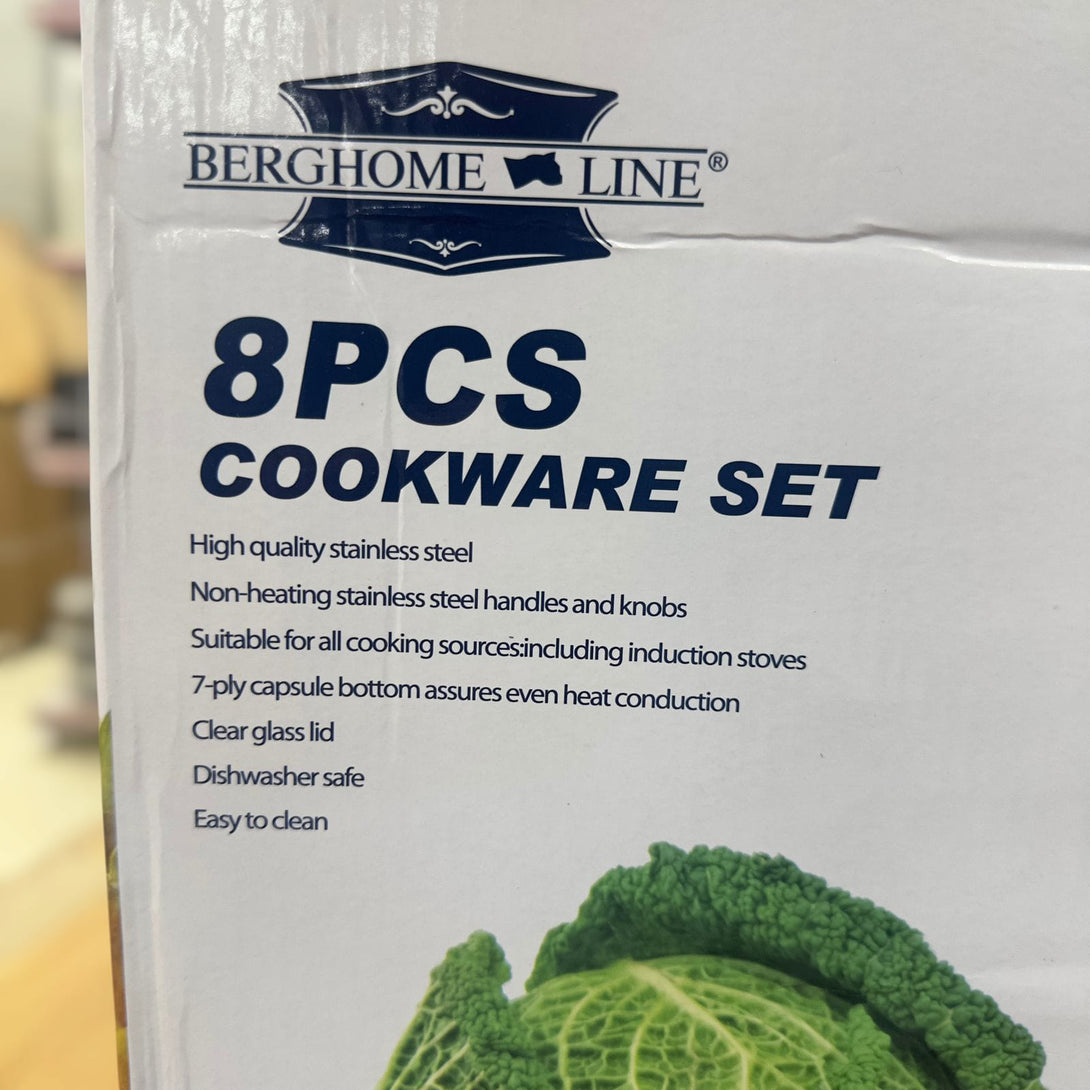 BERGHOME LINE®
8PCS
COOKWARE SET
High quality stainless steel
Non-heating stainless steel handles and knobs
Suitable for all cooking sources:including induction stoves
7-ply capsule bottom assures even heat conduction
Clear glass lid
Dishwasher safe
Easy to clean